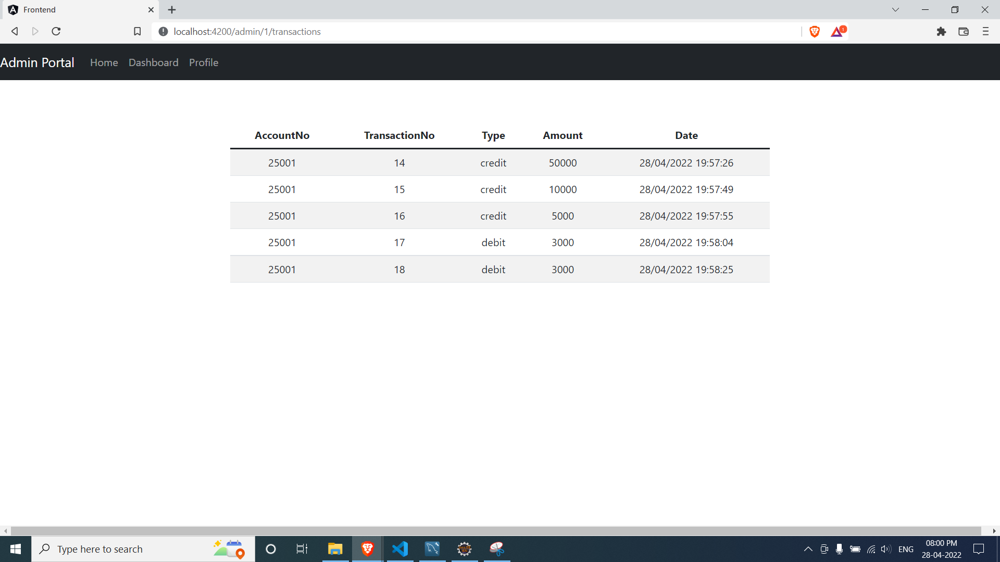 Frontend
localhost:4200/admin/1/transactions
1
Admin Portal Home Dashboard Profile
AccountNo TransactionNo Type Amount Date
25001 14 credit 50000 28/04/2022 19:57:26
25001 15 credit 10000 28/04/2022 19:57:49
25001 16 credit 5000 28/04/2022 19:57:55
25001 17 debit 3000 28/04/2022 19:58:04
25001 18 debit 3000 28/04/2022 19:58:25
Type here to search
ENG
08:00 PM
28-04-2022